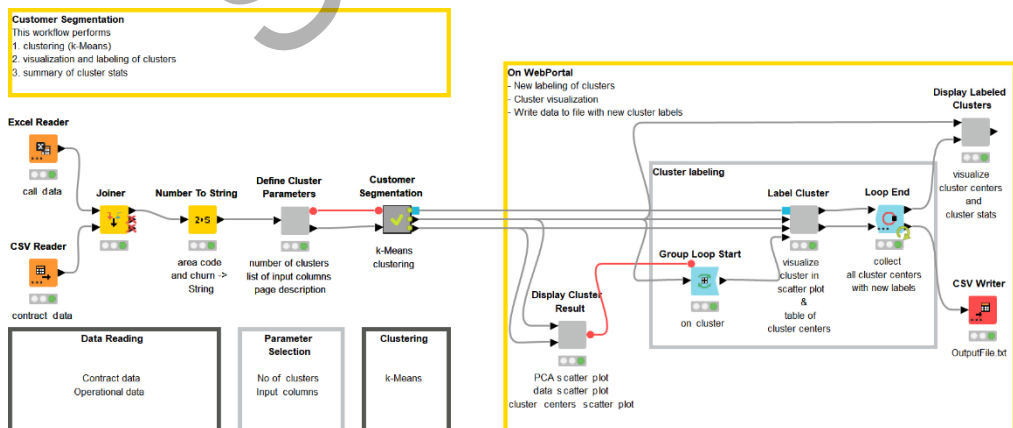 Customer Segmentation
This workflow performs
1. clustering (k-Means)
2. visualization and labeling of clusters
3. summary of cluster stats
On WebPortal
- New labeling of clusters
- Cluster visualization
- Write data to file with new cluster labels
Display Labeled
Clusters
visualize
cluster centers
and
cluster stats
Excel Reader
call data
Joiner
Number To String
2›S
area code
and churn ->
String
Define Cluster
Parameters
number of clusters
list of input columns
page description
Customer
Segmentation
k-Means
clustering
CSV Reader
contract data
Cluster labeling
Label Cluster
visualize
cluster in
scatter plot
&
table of
cluster centers
Loop End
collect
all cluster centers
with new labels
Group Loop Start
on cluster
Display Cluster
Result
PCA scatter plot
data scatter plot
cluster centers scatter plot
CSV Writer
OutputFile.txt
Data Reading
Contract data
Operational data
Parameter
Selection
No of clusters
Input columns
Clustering
k-Means